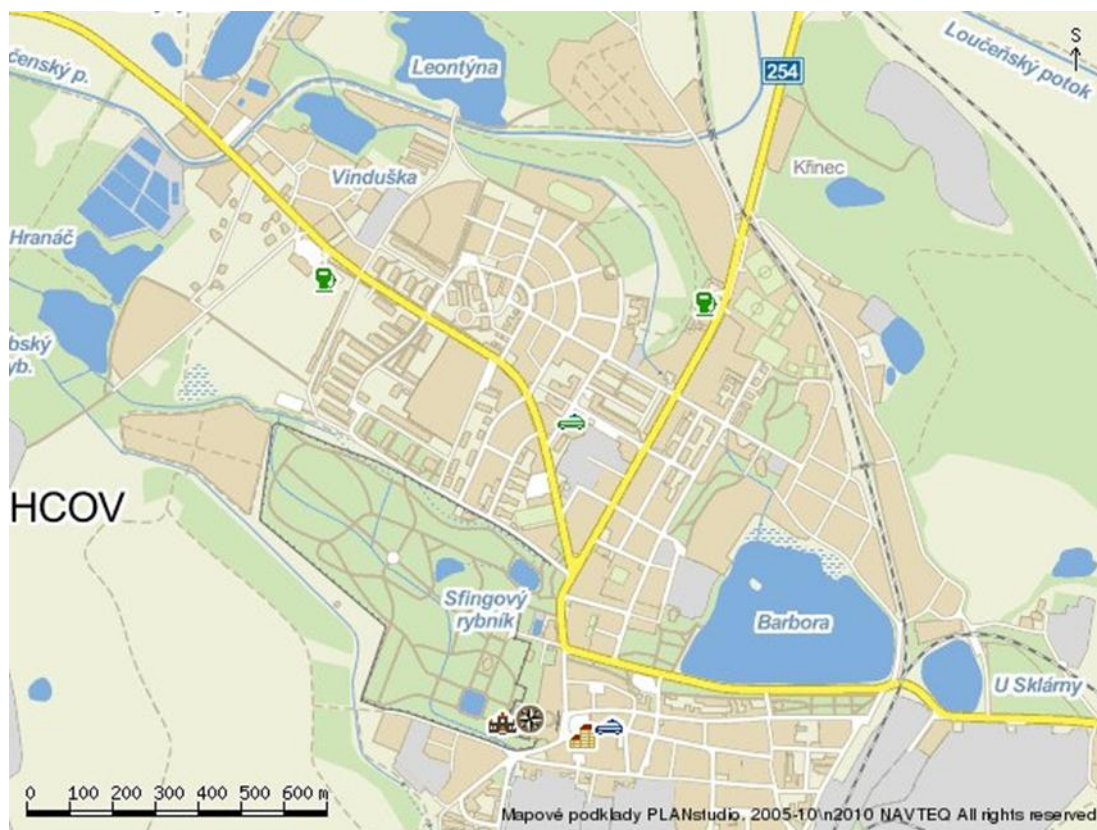 S
Loučeňský
potok
čenský p.
Leontýna
254
Křinec
Vinduška
Hranáč
bský
yb.
HCOV
Sfingový
rybník
Barbora
U Sklárny
0 100 200 300 400 500 600 m
Mapové podklady PLANstudio, 2005-10\n2010 NAVTEQ All rights reserved